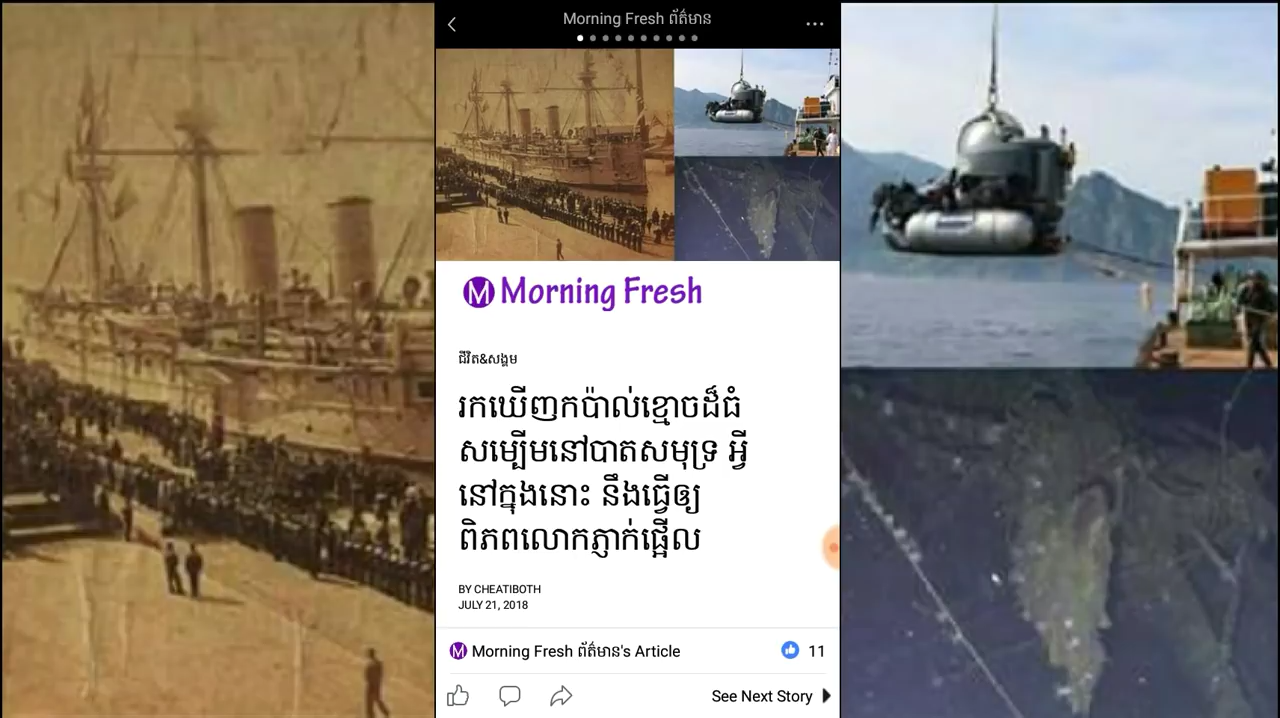 Morning Fresh ព័ត៌មាន
Morning Fresh
ជីវិត&សង្គម
រកឃើញកប៉ាល់ខ្មោចដ៏ធំ
សម្បើមនៅបាតសមុទ្រ អ្វី
នៅក្នុងនោះ នឹងធ្វើឲ្យ
ពិភពលោកភ្ញាក់ផ្អើល
BY CHEATIBOTH
JULY 21, 2018
Morning Fresh ព័ត៌មាន's Article 11
See Next Story